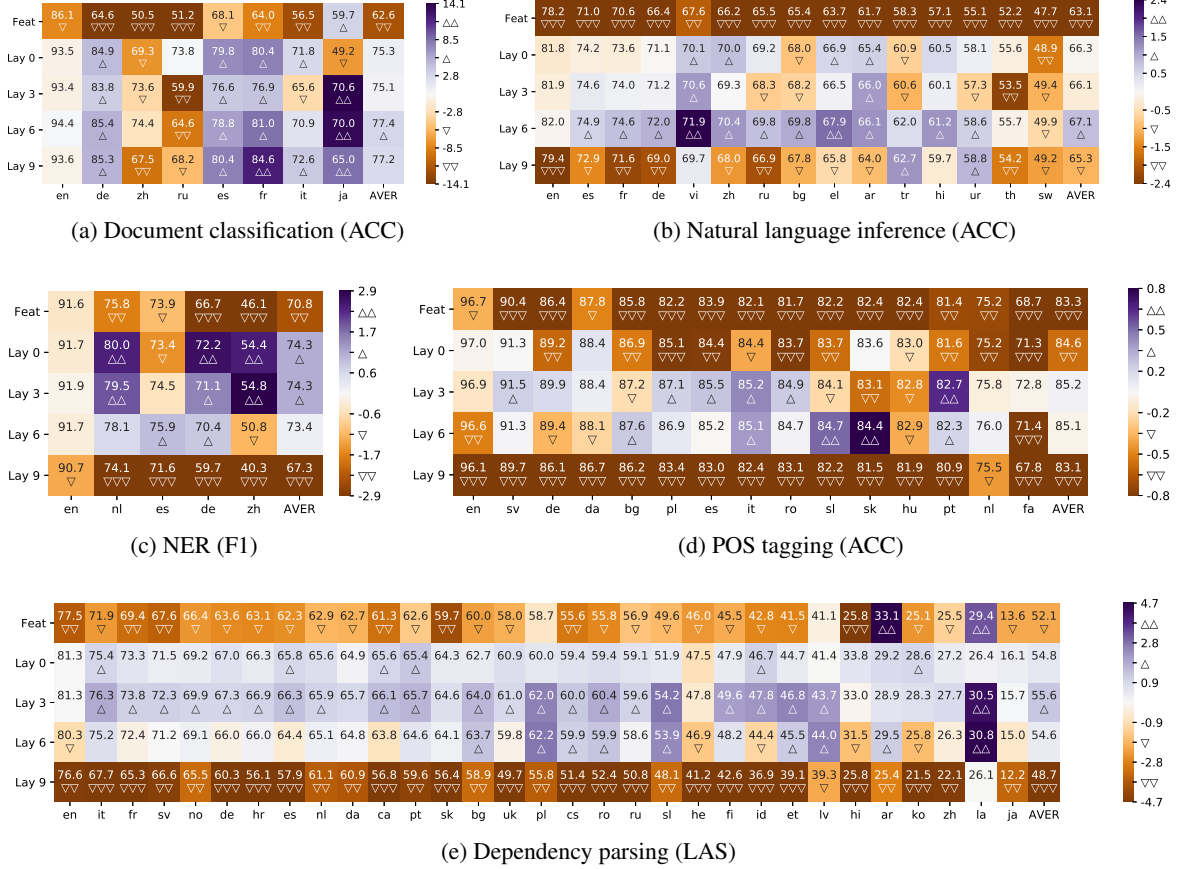 86.1 64.6 50.5 51.2 68.1 64.0 56.5 59.7 62.6
Feat ▽ ▽▽▽ ▽▽▽ ▽▽▽ ▽ ▽▽ ▽▽ △ ▽▽
93.5 84.9 69.3 73.8 79.8 80.4 71.8 49.2 75.3
Lay 0 △ ▽ △ △ △ ▽
93.4 83.8 73.6 59.9 76.6 76.9 65.6 70.6 75.1
Lay 3 △ ▽ ▽▽ △ △ ▽ △△
94.4 85.4 74.4 64.6 78.8 81.0 70.9 70.0 77.4
Lay 6 △ ▽▽ △ △ △△ △
93.6 85.3 67.5 68.2 80.4 84.6 72.6 65.0 77.2
Lay 9 △ ▽▽ ▽ △ △△ △ △△
en de zh ru es fr it ja AVER
14.1
△△
8.5
△
2.8
-2.8
▽
-8.5
▽▽
-14.1
(a) Document classification (ACC)
78.2 71.0 70.6 66.4 67.6 66.2 65.5 65.4 63.7 61.7 58.3 57.1 55.1 52.2 47.7 63.1
Feat ▽▽▽ ▽▽▽ ▽▽▽ ▽▽▽ ▽▽ ▽▽▽ ▽▽▽ ▽▽▽ ▽▽▽ ▽▽▽ ▽▽▽ ▽▽▽ ▽▽▽ ▽▽▽ ▽▽▽ ▽▽▽
81.8 74.2 73.6 71.1 70.1 70.0 69.2 68.0 66.9 65.4 60.9 60.5 58.1 55.6 48.9 66.3
Lay 0 △ △ ▽ △ △ ▽ ▽▽
81.9 74.6 74.0 71.2 70.6 69.3 68.3 68.2 66.5 66.0 60.6 60.1 57.3 53.5 49.4 66.1
Lay 3 △ ▽ ▽ △ ▽ ▽ ▽▽ ▽
82.0 74.9 74.6 72.0 71.9 70.4 69.8 69.8 67.9 66.1 62.0 61.2 58.6 55.7 49.9 67.1
Lay 6 △ △ △ △△ △ △ △ △△ △ △ △ ▽ △
79.4 72.9 71.6 69.0 69.7 68.0 66.9 67.8 65.8 64.0 62.7 59.7 58.8 54.2 49.2 65.3
Lay 9 ▽▽▽ ▽▽ ▽▽ ▽▽ ▽▽ ▽▽ ▽ ▽ ▽ △ △ ▽▽ ▽ ▽
en es fr de vi zh ru bg el ar tr hi ur th sw AVER
2.4
△△
1.5
△
0.5
-0.5
▽
-1.5
▽▽
-2.4
(b) Natural language inference (ACC)
91.6 75.8 73.9 66.7 46.1 70.8
Feat ▽▽ ▽ ▽▽▽ ▽▽▽ ▽▽
91.7 80.0 73.4 72.2 54.4 74.3
Lay 0 △△ ▽ △△ △△ △
91.9 79.5 74.5 71.1 54.8 74.3
Lay 3 △△ △ △△ △
91.7 78.1 75.9 70.4 50.8 73.4
Lay 6 △ △ ▽
90.7 74.1 71.6 59.7 40.3 67.3
Lay 9 ▽ ▽▽▽ ▽▽▽ ▽▽▽ ▽▽▽ ▽▽▽
en nl es de zh AVER
2.9
△△
1.7
△
0.6
-0.6
▽
-1.7
▽▽
-2.9
(c) NER (F1)
96.7 90.4 86.4 87.8 85.8 82.2 83.9 82.1 81.7 82.2 82.4 82.4 81.4 75.2 68.7 83.3
Feat ▽ ▽▽▽ ▽▽▽ ▽ ▽▽▽ ▽▽▽ ▽▽▽ ▽▽▽ ▽▽▽ ▽▽▽ ▽▽▽ ▽▽▽ ▽▽ ▽▽ ▽▽▽ ▽▽▽
97.0 91.3 89.2 88.4 86.9 85.1 84.4 84.4 83.7 83.7 83.6 83.0 81.6 75.2 71.3 84.6
Lay 0 ▽▽ ▽▽ ▽▽▽ ▽▽▽ ▽ ▽▽▽ ▽▽ ▽ ▽▽ ▽▽ ▽▽▽ ▽▽
96.9 91.5 89.9 88.4 87.2 87.1 85.5 85.2 84.9 84.1 83.1 82.8 82.7 75.8 72.8 85.2
Lay 3 △ ▽ △ △ △ △ ▽ ▽▽ ▽▽ △△
96.6 91.3 89.4 88.1 87.6 86.9 85.2 85.1 84.7 84.7 84.4 82.9 82.3 76.0 71.4 85.1
Lay 6 ▽▽ ▽ ▽ △ △ △△ △△ ▽ △ ▽▽▽
96.1 89.7 86.1 86.7 86.2 83.4 83.0 82.4 83.1 82.2 81.5 81.9 80.9 75.5 67.8 83.1
Lay 9 ▽▽▽ ▽▽▽ ▽▽▽ ▽▽▽ ▽▽▽ ▽▽▽ ▽▽▽ ▽▽▽ ▽▽▽ ▽▽▽ ▽▽▽ ▽▽▽ ▽▽▽ ▽ ▽▽▽ ▽▽▽
en sv de da bg pl es it ro sl sk hu pt nl fa AVER
0.8
△△
0.5
△
0.2
-0.2
▽
-0.5
▽▽
-0.8
(d) POS tagging (ACC)
77.5 71.9 69.4 67.6 66.4 63.6 63.1 62.3 62.9 62.7 61.3 62.6 59.7 60.0 58.0 58.7 55.6 55.8 56.9 49.6 46.0 45.5 42.8 41.5 41.1 25.8 33.1 25.1 25.5 29.4 13.6 52.1
Feat ▽▽ ▽ ▽▽ ▽▽ ▽ ▽ ▽ ▽ ▽ ▽ ▽▽ ▽ ▽▽ ▽ ▽ ▽▽ ▽▽ ▽ ▽ ▽ ▽ ▽ ▽ ▽▽▽ △△ ▽ ▽ △△ ▽ ▽
81.3 75.4 73.3 71.5 69.2 67.0 66.3 65.8 65.6 64.9 65.6 65.4 64.3 62.7 60.9 60.0 59.4 59.4 59.1 51.9 47.5 47.9 46.7 44.7 41.4 33.8 29.2 28.6 27.2 26.4 16.1 54.8
Lay 0 △ △ △ △ △ △
81.3 76.3 73.8 72.3 69.9 67.3 66.9 66.3 65.9 65.7 66.1 65.7 64.6 64.0 61.0 62.0 60.0 60.4 59.6 54.2 47.8 49.6 47.8 46.8 43.7 33.0 28.9 28.3 27.7 30.5 15.7 55.6
Lay 3 △ △ △ △ △ △ △ △ △ △ △ △ △△ △ △ △ △△ △ △ △△ △ △△ △
80.3 75.2 72.4 71.2 69.1 66.0 66.0 64.4 65.1 64.8 63.8 64.6 64.1 63.7 59.8 62.2 59.9 59.9 58.6 53.9 46.9 48.2 44.4 45.5 44.0 31.5 29.5 25.8 26.3 30.8 15.0 54.6
Lay 6 ▽ △ △△ △ △ △ ▽ ▽ △ △ ▽ △ ▽ △△
76.6 67.7 65.3 66.6 65.5 60.3 56.1 57.9 61.1 60.9 56.8 59.6 56.4 58.9 49.7 55.8 51.4 52.4 50.8 48.1 41.2 42.6 36.9 39.1 39.3 25.8 25.4 21.5 22.1 26.1 12.2 48.7
Lay 9 ▽▽▽ ▽▽▽ ▽▽▽ ▽▽ ▽ ▽▽▽ ▽▽▽ ▽▽▽ ▽▽ ▽▽ ▽▽▽ ▽▽▽ ▽▽▽ ▽▽ ▽▽▽ ▽▽ ▽▽▽ ▽▽▽ ▽▽▽ ▽▽ ▽▽▽ ▽▽▽ ▽▽▽ ▽▽▽ ▽ ▽▽▽ ▽▽ ▽▽▽ ▽▽▽ ▽▽ ▽▽▽
en it fr sv no de hr es nl da ca pt sk bg uk pl cs ro ru sl he fi id et lv hi ar ko zh la ja AVER
4.7
△△
2.8
△
0.9
-0.9
▽
-2.8
▽▽
-4.7
(e) Dependency parsing (LAS)